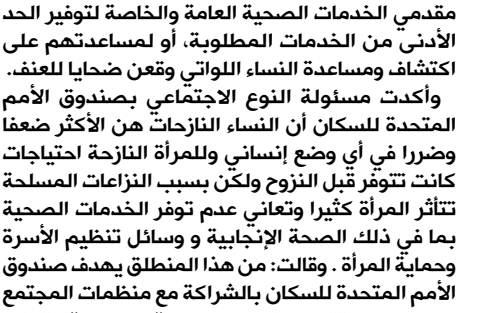 مقدمي الخدمات الصحية العامة والخاصة لتوفير الحد
الأدنى من الخدمات المطلوبة، أو لمساعدتهم على
اكتشاف ومساعدة النساء اللواتي وقعن ضحايا للعنف.
وأكدت مسئولة النوع الاجتماعي بصندوق الأمم
المتحدة للسكان أن النساء النازحات هن الأكثر ضعفا
وضررا في أي وضع إنساني وللمرأة النازحة احتياجات
كانت تتوفر قبل النزوح ولكن بسبب النزاعات المسلحة
تتأثر المرأة كثيرا وتعاني عدم توفر الخدمات الصحية
بما في ذلك الصحة الإنجابية و وسائل تنظيم الأسرة
وحماية المرأة . وقالت: من هذا المنطلق يهدف صندوق
الأمم المتحدة للسكان بالشراكة مع منظمات المجتمع